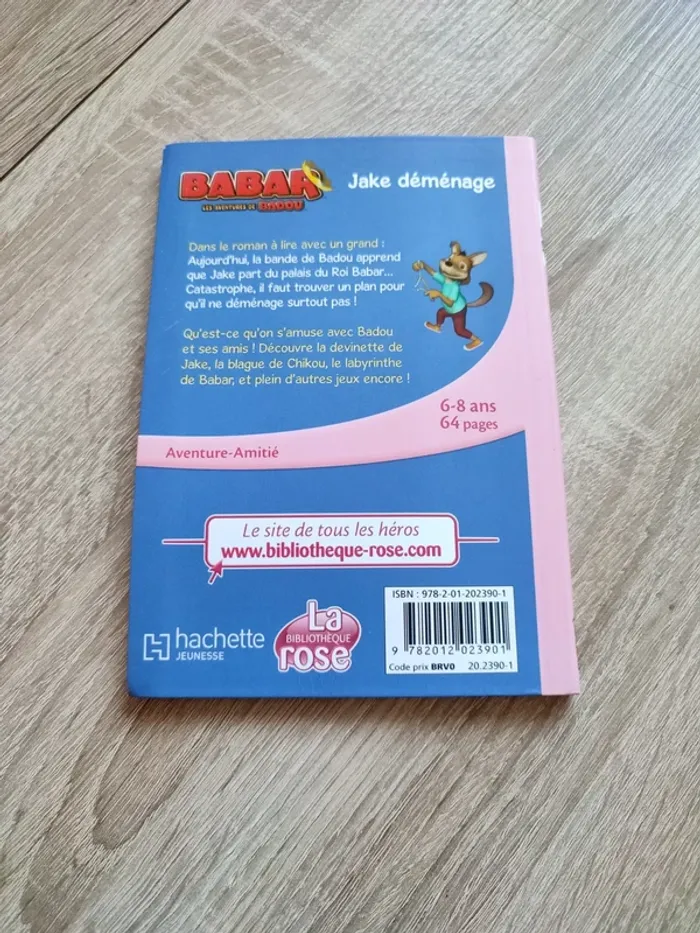 BABAR
LES AVENTURES DE BADOU
Jake déménage
Dans le roman à lire avec un grand :
Aujourd'hui, la bande de Badou apprend
que Jake part du palais du Roi Babar...
Catastrophe, il faut trouver un plan pour
qu'il ne déménage surtout pas !
Qu'est-ce qu'on s'amuse avec Badou
et ses amis ! Découvre la devinette de
Jake, la blague de Chikou, le labyrinthe
de Babar, et plein d'autres jeux encore !
6-8 ans
64 pages
Aventure-Amitié
Le site de tous les héros
www.bibliotheque-rose.com
hachette
JEUNESSE
La
BIBLIOTHÈQUE
rose
ISBN : 978-2-01-202390-1
9 782012 023901
Code prix BRV0 20.2390-1